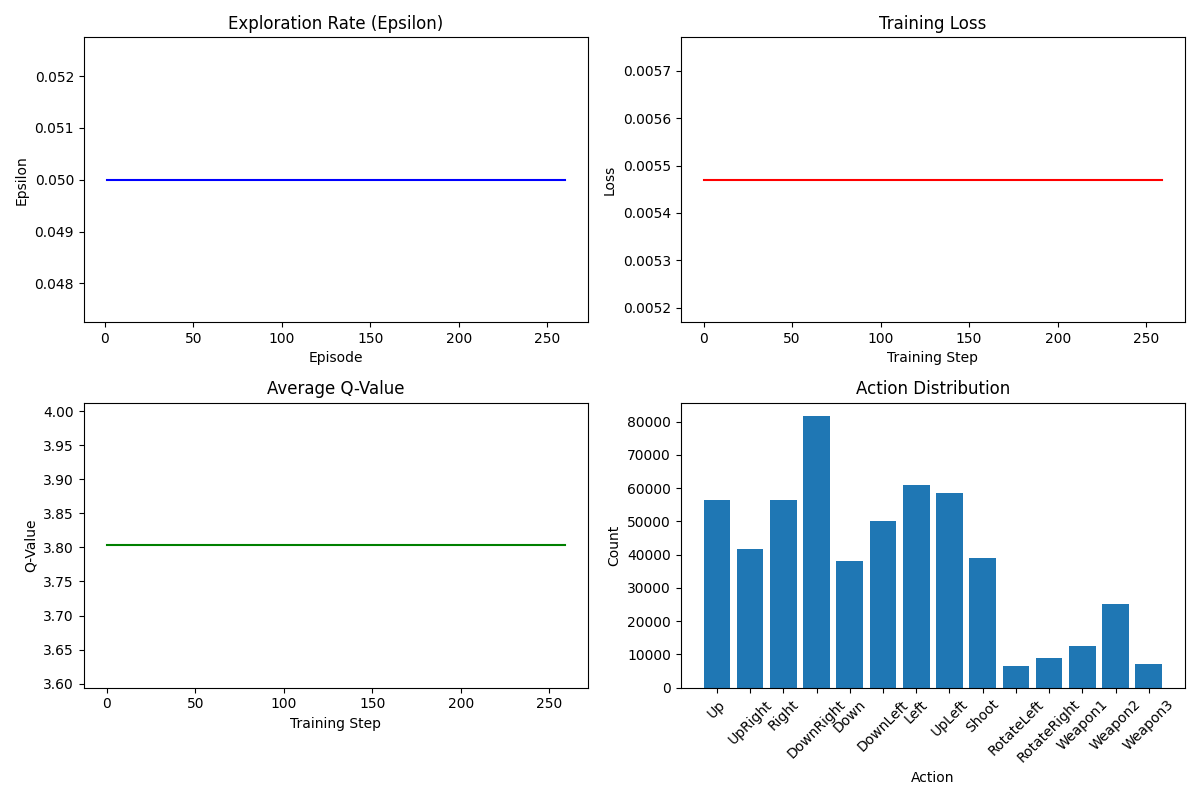 Exploration Rate (Epsilon)
0.052
0.051
0.050
0.049
0.048
Epsilon
0 50 100 150 200 250
Episode
Training Loss
0.0057
0.0056
0.0055
0.0054
0.0053
0.0052
Loss
0 50 100 150 200 250
Training Step
Average Q-Value
4.00
3.95
3.90
3.85
3.80
3.75
3.70
3.65
3.60
Q-Value
0 50 100 150 200 250
Training Step
Action Distribution
80000
70000
60000
50000
40000
30000
20000
10000
0
Count
Up
UpRight
Right
DownRight
Down
DownLeft
Left
UpLeft
Shoot
RotateLeft
RotateRight
Weapon1
Weapon2
Weapon3
Action